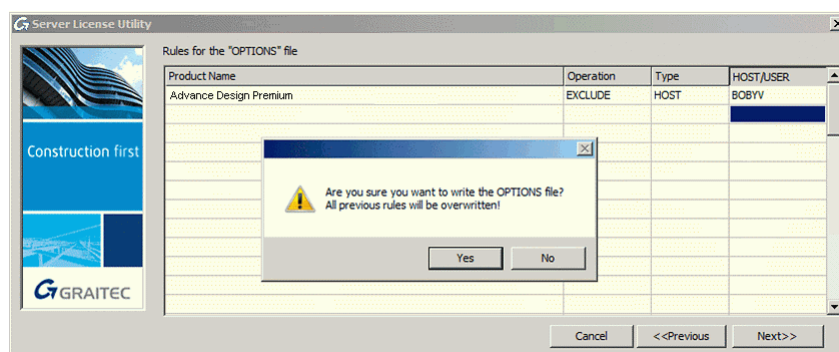 Server License Utility
Rules for the "OPTIONS" file
Product Name Operation Type HOST/USER
Advance Design Premium EXCLUDE HOST BOBYV
Construction first
Are you sure you want to write the OPTIONS file?
All previous rules will be overwritten!
Yes No
GRAITEC
Cancel <<Previous Next>>